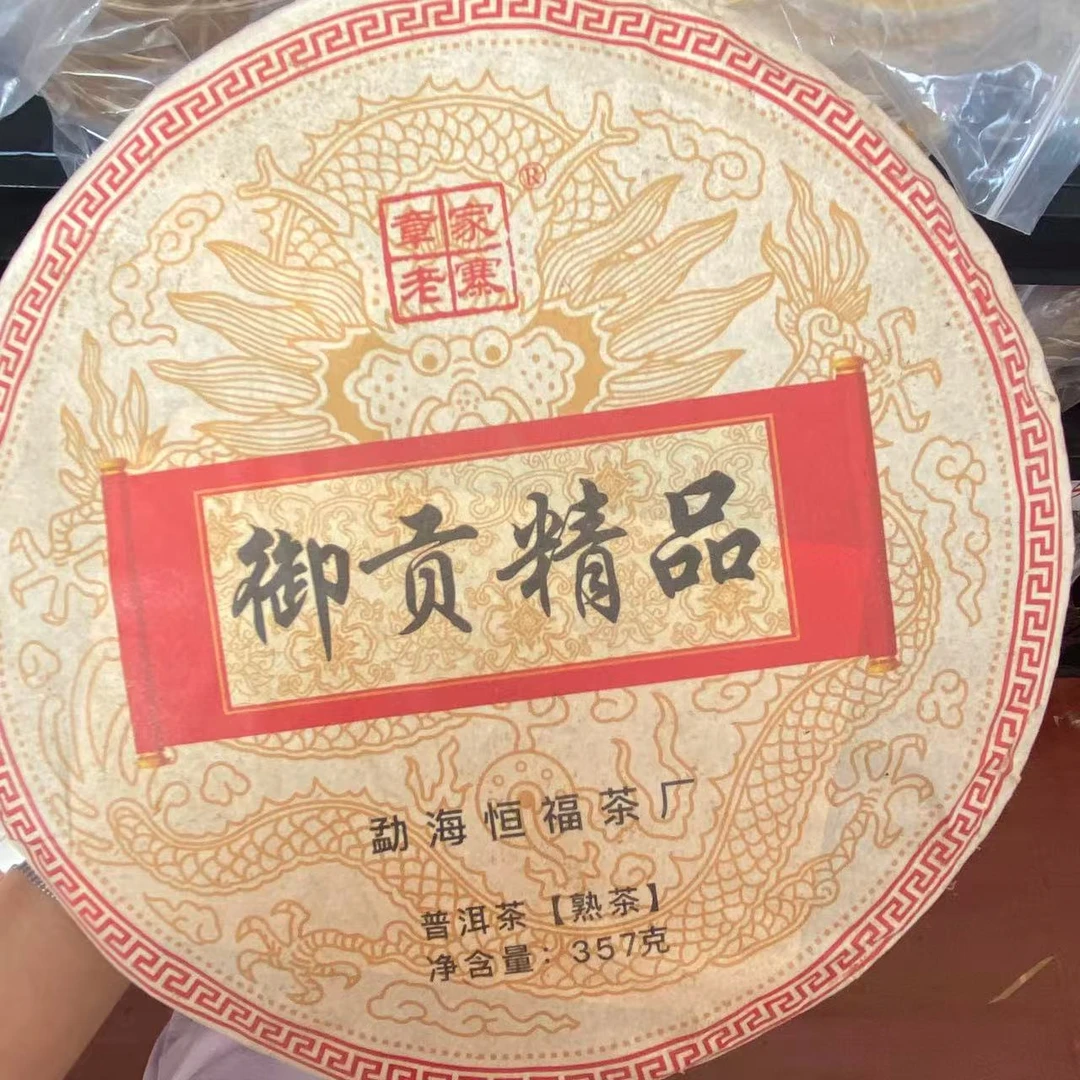 章家®
老寨
御贡精品
勐海恒福茶厂
普洱茶【熟茶】
净含量：357克